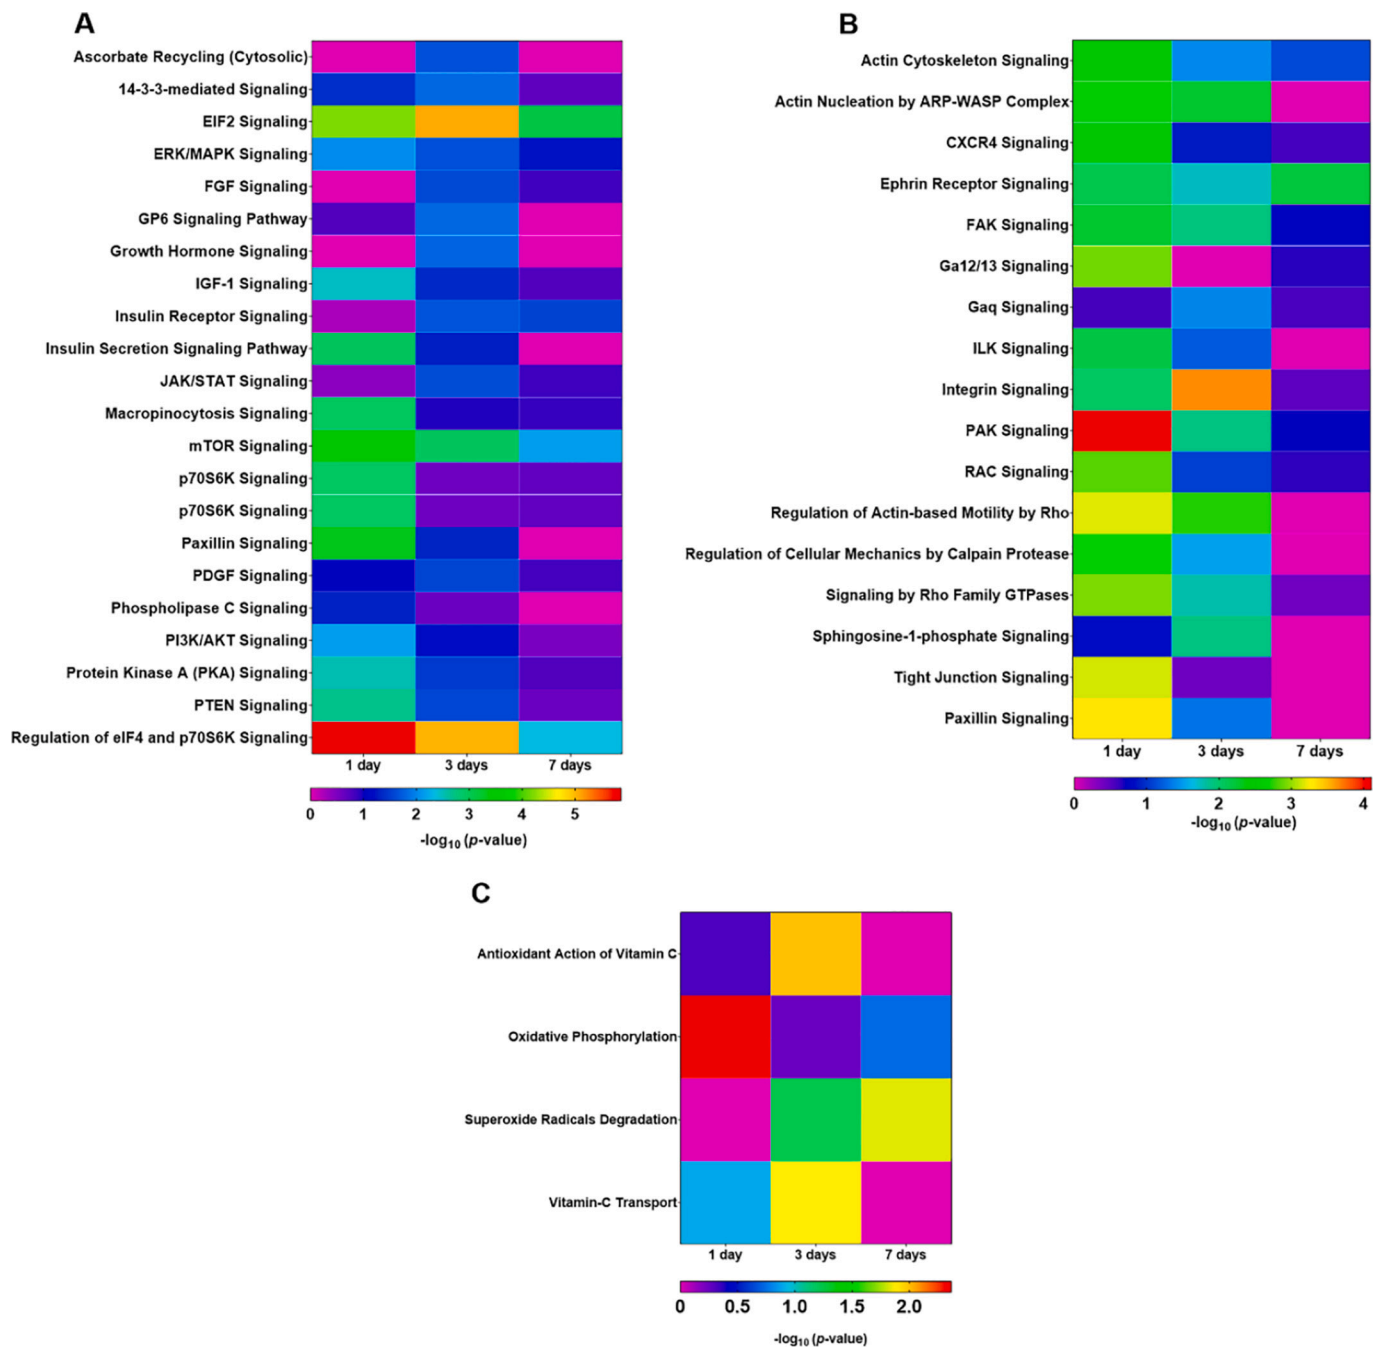 A
Ascorbate Recycling (Cytosolic)
14-3-3-mediated Signaling
EIF2 Signaling
ERK/MAPK Signaling
FGF Signaling
GP6 Signaling Pathway
Growth Hormone Signaling
IGF-1 Signaling
Insulin Receptor Signaling
Insulin Secretion Signaling Pathway
JAK/STAT Signaling
Macropinocytosis Signaling
mTOR Signaling
p70S6K Signaling
p70S6K Signaling
Paxillin Signaling
PDGF Signaling
Phospholipase C Signaling
PI3K/AKT Signaling
Protein Kinase A (PKA) Signaling
PTEN Signaling
Regulation of eIF4 and p70S6K Signaling
1 day 3 days 7 days
0 1 2 3 4 5
-log10 (p-value)
B
Actin Cytoskeleton Signaling
Actin Nucleation by ARP-WASP Complex
CXCR4 Signaling
Ephrin Receptor Signaling
FAK Signaling
Ga12/13 Signaling
Gaq Signaling
ILK Signaling
Integrin Signaling
PAK Signaling
RAC Signaling
Regulation of Actin-based Motility by Rho
Regulation of Cellular Mechanics by Calpain Protease
Signaling by Rho Family GTPases
Sphingosine-1-phosphate Signaling
Tight Junction Signaling
Paxillin Signaling
1 day 3 days 7 days
0 1 2 3 4
-log10 (p-value)
C
Antioxidant Action of Vitamin C
Oxidative Phosphorylation
Superoxide Radicals Degradation
Vitamin-C Transport
1 day 3 days 7 days
0 0.5 1.0 1.5 2.0
-log10 (p-value)